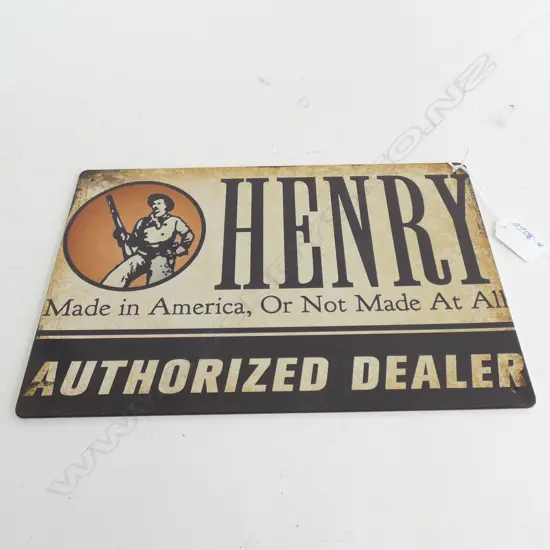 HENRY
Made in America, Or Not Made At All
AUTHORIZED DEALER